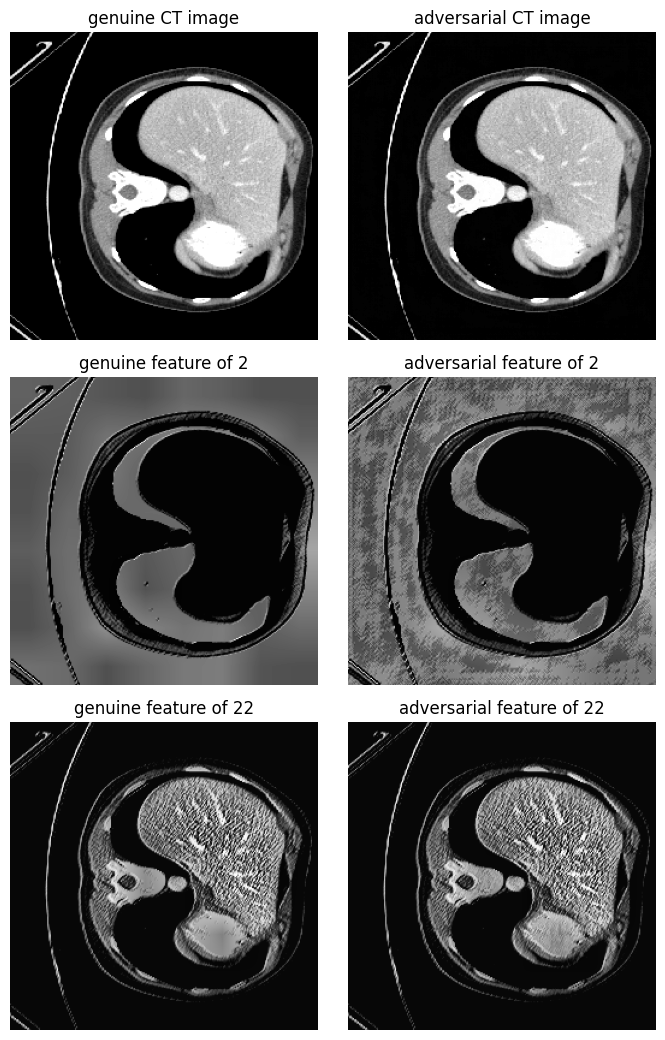 genuine CT image
adversarial CT image
genuine feature of 2
adversarial feature of 2
genuine feature of 22
adversarial feature of 22